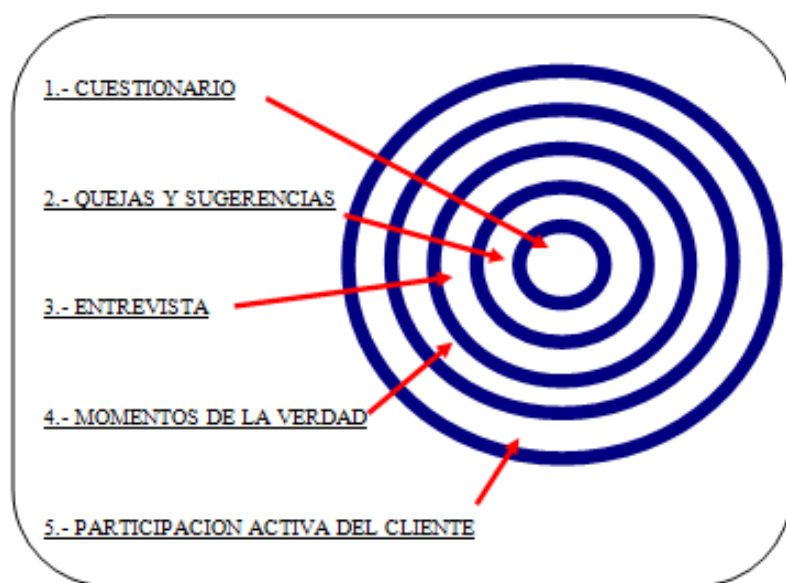 1.- CUESTIONARIO
2.- QUEJAS Y SUGERENCIAS
3.- ENTREVISTA
4.- MOMENTOS DE LA VERDAD
5.- PARTICIPACION ACTIVA DEL CLIENTE